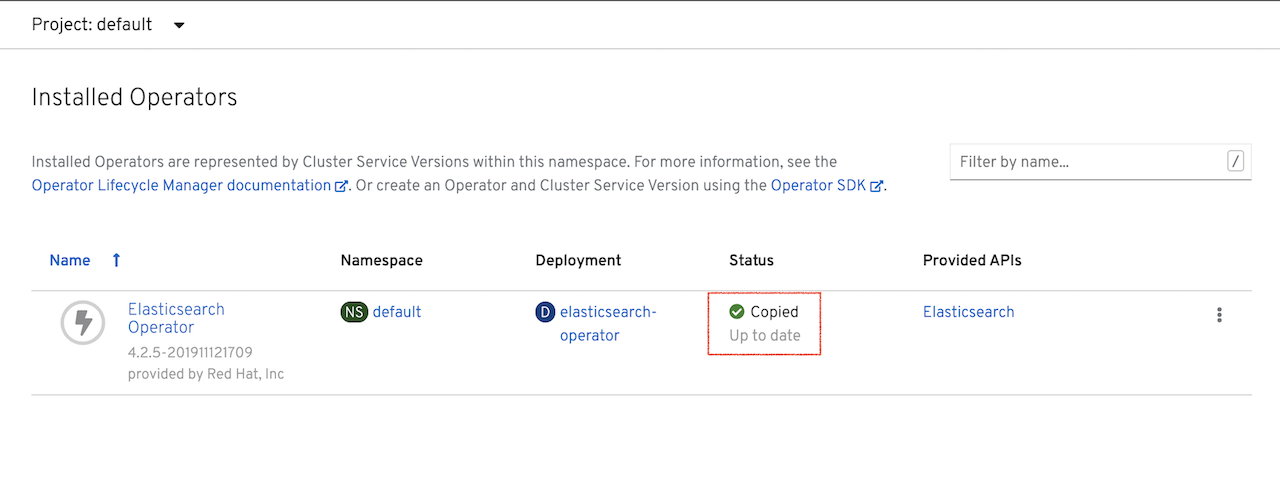 Project: default
Installed Operators
Installed Operators are represented by Cluster Service Versions within this namespace. For more information, see the
Operator Lifecycle Manager documentation. Or create an Operator and Cluster Service Version using the Operator SDK.
Filter by name...
/
Name Namespace Deployment Status Provided APIs
Elasticsearch
Operator
4.2.5-201911121709
provided by Red Hat, Inc
NS default
D elasticsearch-
operator
Copied
Up to date
Elasticsearch